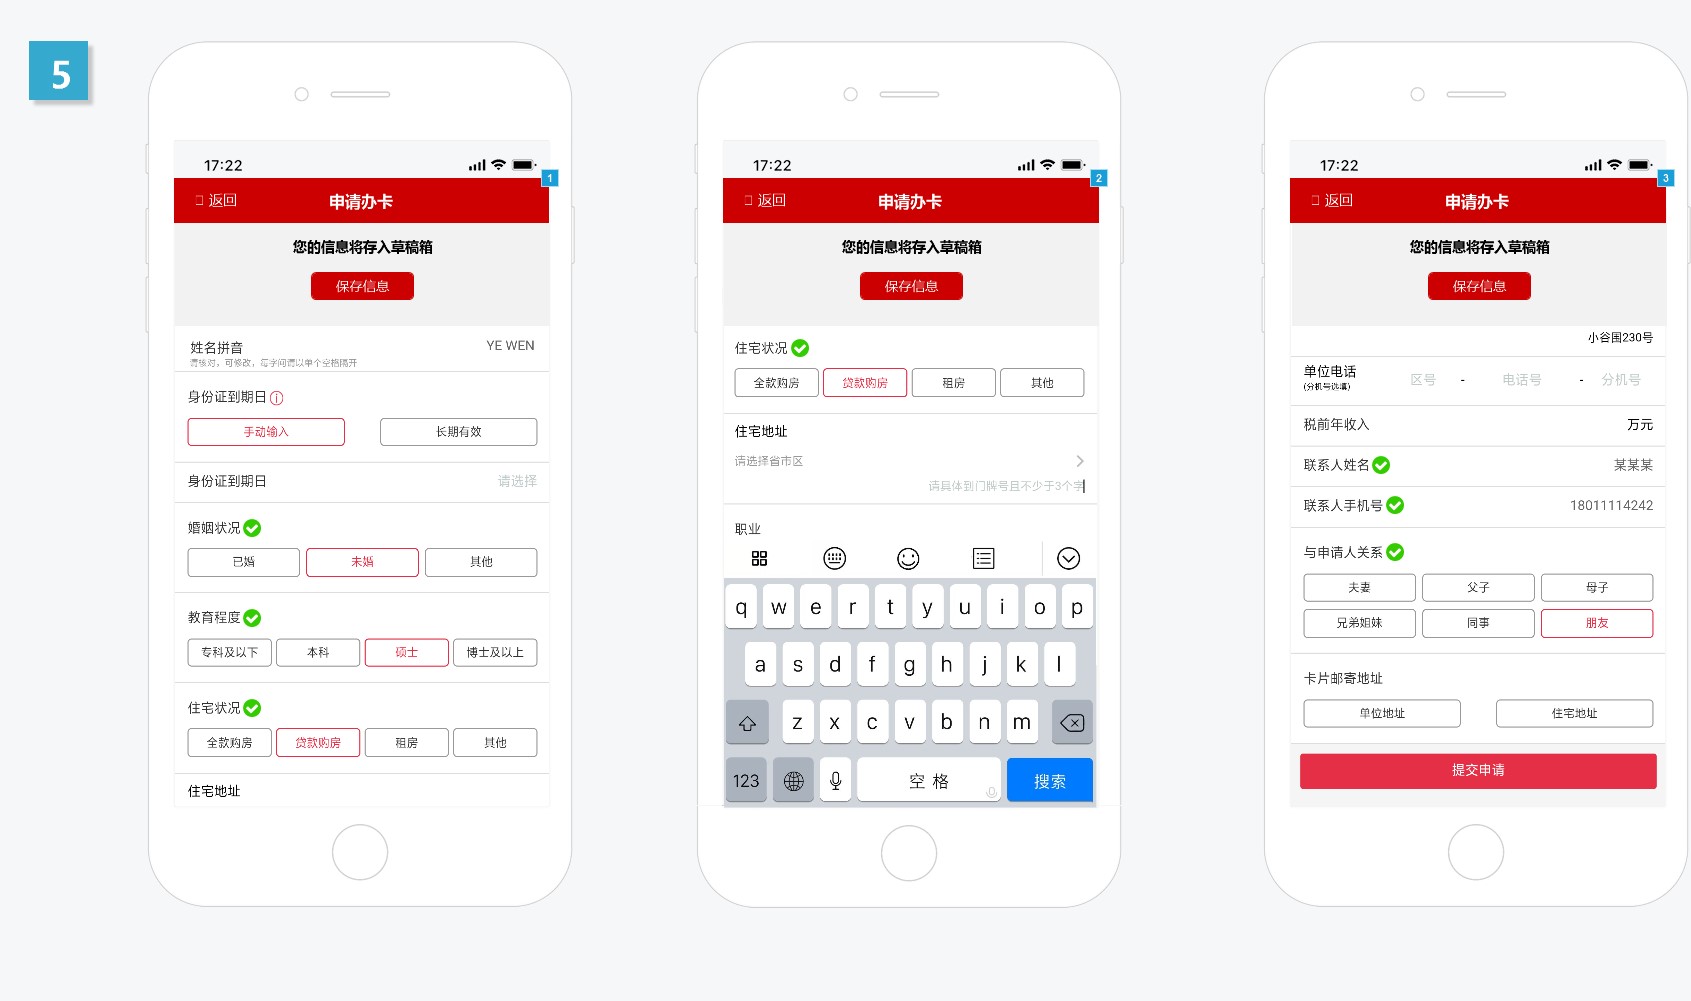 5
17:22
1
返回
申请办卡
您的信息将存入草稿箱
保存信息
姓名拼音
YE WEN
请核对，可修改，每字间请以单个空格隔开
身份证到期日
手动输入
长期有效
身份证到期日
请选择
婚姻状况
已婚
未婚
其他
教育程度
专科及以下
本科
硕士
博士及以上
住宅状况
全款购房
贷款购房
租房
其他
住宅地址
17:22
2
返回
申请办卡
您的信息将存入草稿箱
保存信息
住宅状况
全款购房
贷款购房
租房
其他
住宅地址
请选择省市区
请具体到门牌号且不少于3个字
职业
q w e r t y u i o p
a s d f g h j k l
z x c v b n m
123
空格
搜索
17:22
3
返回
申请办卡
您的信息将存入草稿箱
保存信息
小谷围230号
单位电话
(分机号选填)
区号 - 电话号 - 分机号
税前年收入
万元
联系人姓名
某某某
联系人手机号
18011114242
与申请人关系
夫妻
父子
母子
兄弟姐妹
同事
朋友
卡片邮寄地址
单位地址
住宅地址
提交申请